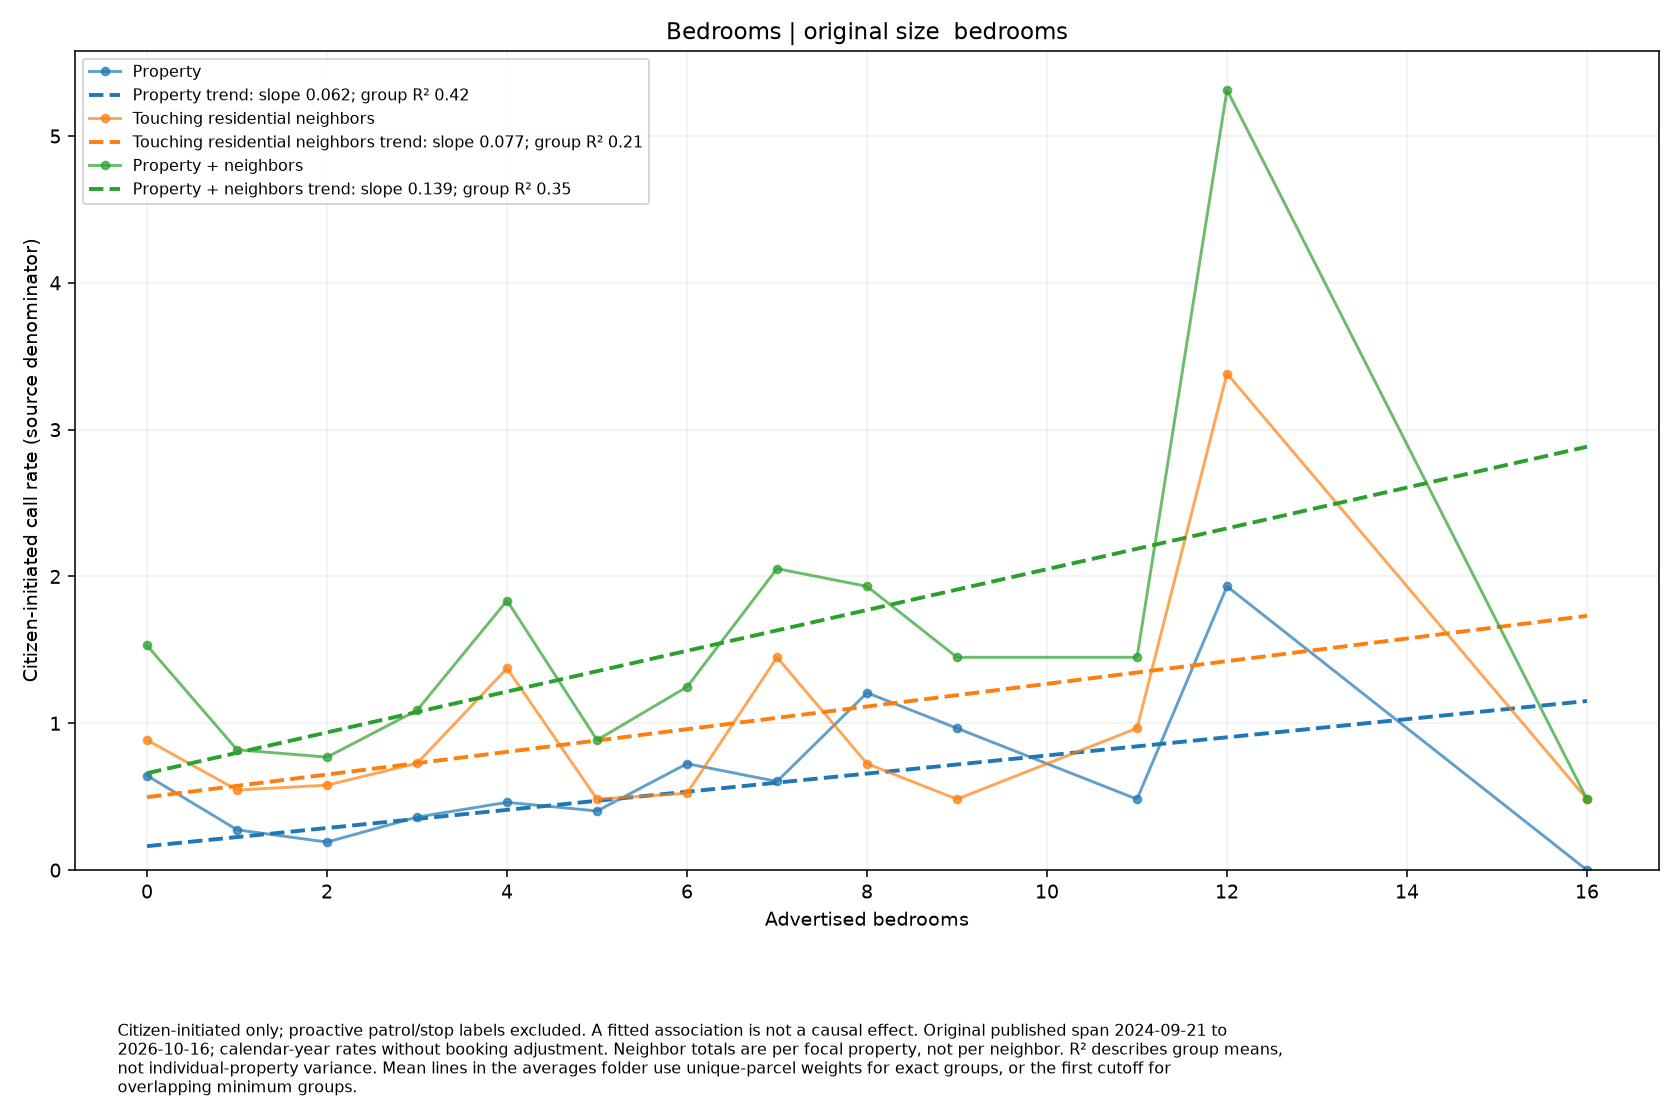 Bedrooms | original size  bedrooms
Property
Property trend: slope 0.062; group R² 0.42
Touching residential neighbors
Touching residential neighbors trend: slope 0.077; group R² 0.21
Property + neighbors
Property + neighbors trend: slope 0.139; group R² 0.35
Citizen-initiated call rate (source denominator)
5
4
3
2
1
0
0 2 4 6 8 10 12 14 16
Advertised bedrooms
Citizen-initiated only; proactive patrol/stop labels excluded. A fitted association is not a causal effect. Original published span 2024-09-21 to
2026-10-16; calendar-year rates without booking adjustment. Neighbor totals are per focal property, not per neighbor. R² describes group means,
not individual-property variance. Mean lines in the averages folder use unique-parcel weights for exact groups, or the first cutoff for
overlapping minimum groups.